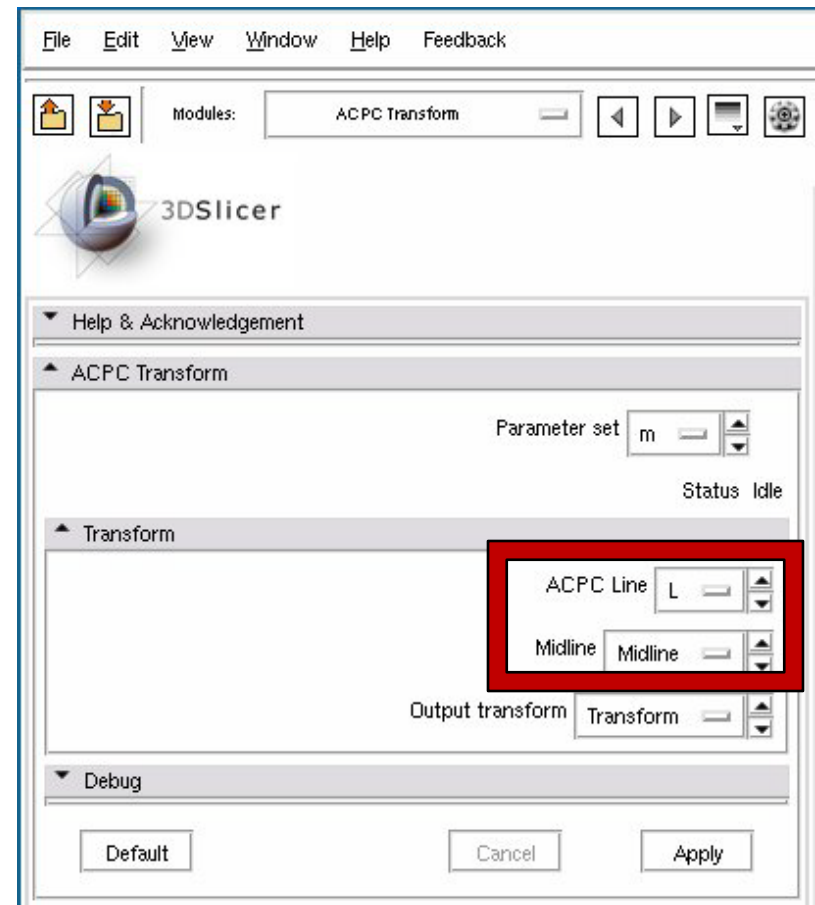 File Edit View Window Help Feedback
Modules: ACPC Transform
3DSlicer
Help & Acknowledgement
ACPC Transform
Parameter set m
Status Idle
Transform
ACPC Line L
Midline Midline
Output transform Transform
Debug
Default Cancel Apply